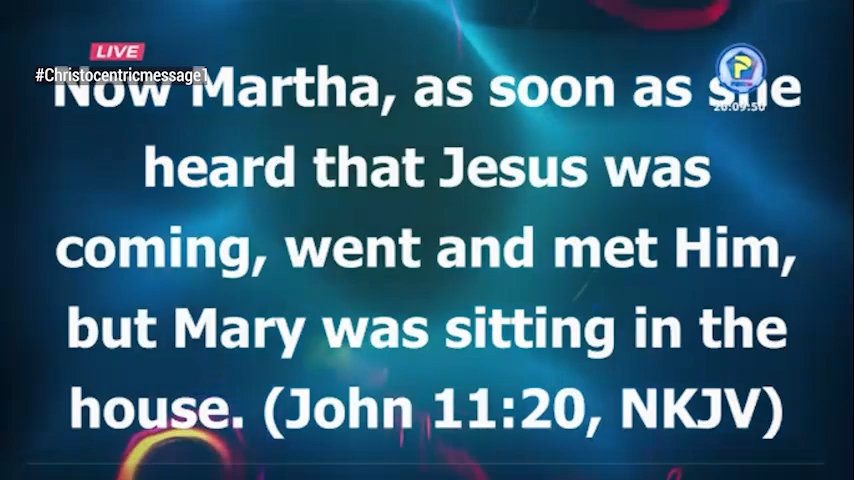 LIVE
#Christocentricmessage1
Now Martha, as soon as she
20:09:50
heard that Jesus was
coming, went and met Him,
but Mary was sitting in the
house. (John 11:20, NKJV)